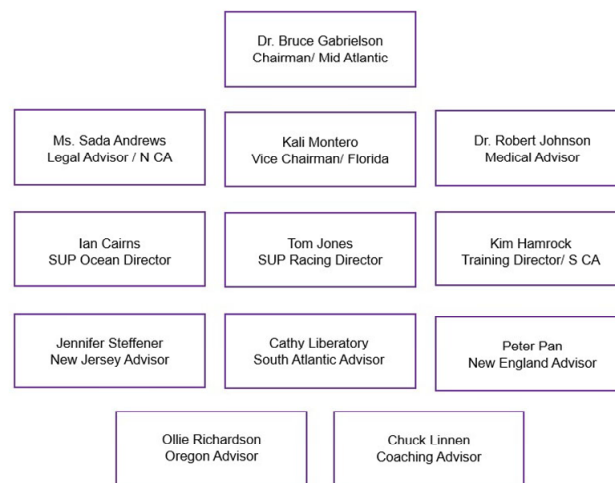 Dr. Bruce Gabrielson
Chairman/ Mid Atlantic
Ms. Sada Andrews
Legal Advisor / N CA
Kali Montero
Vice Chairman/ Florida
Dr. Robert Johnson
Medical Advisor
Ian Cairns
SUP Ocean Director
Tom Jones
SUP Racing Director
Kim Hamrock
Training Director/ S CA
Jennifer Steffener
New Jersey Advisor
Cathy Liberatory
South Atlantic Advisor
Peter Pan
New England Advisor
Ollie Richardson
Oregon Advisor
Chuck Linnen
Coaching Advisor